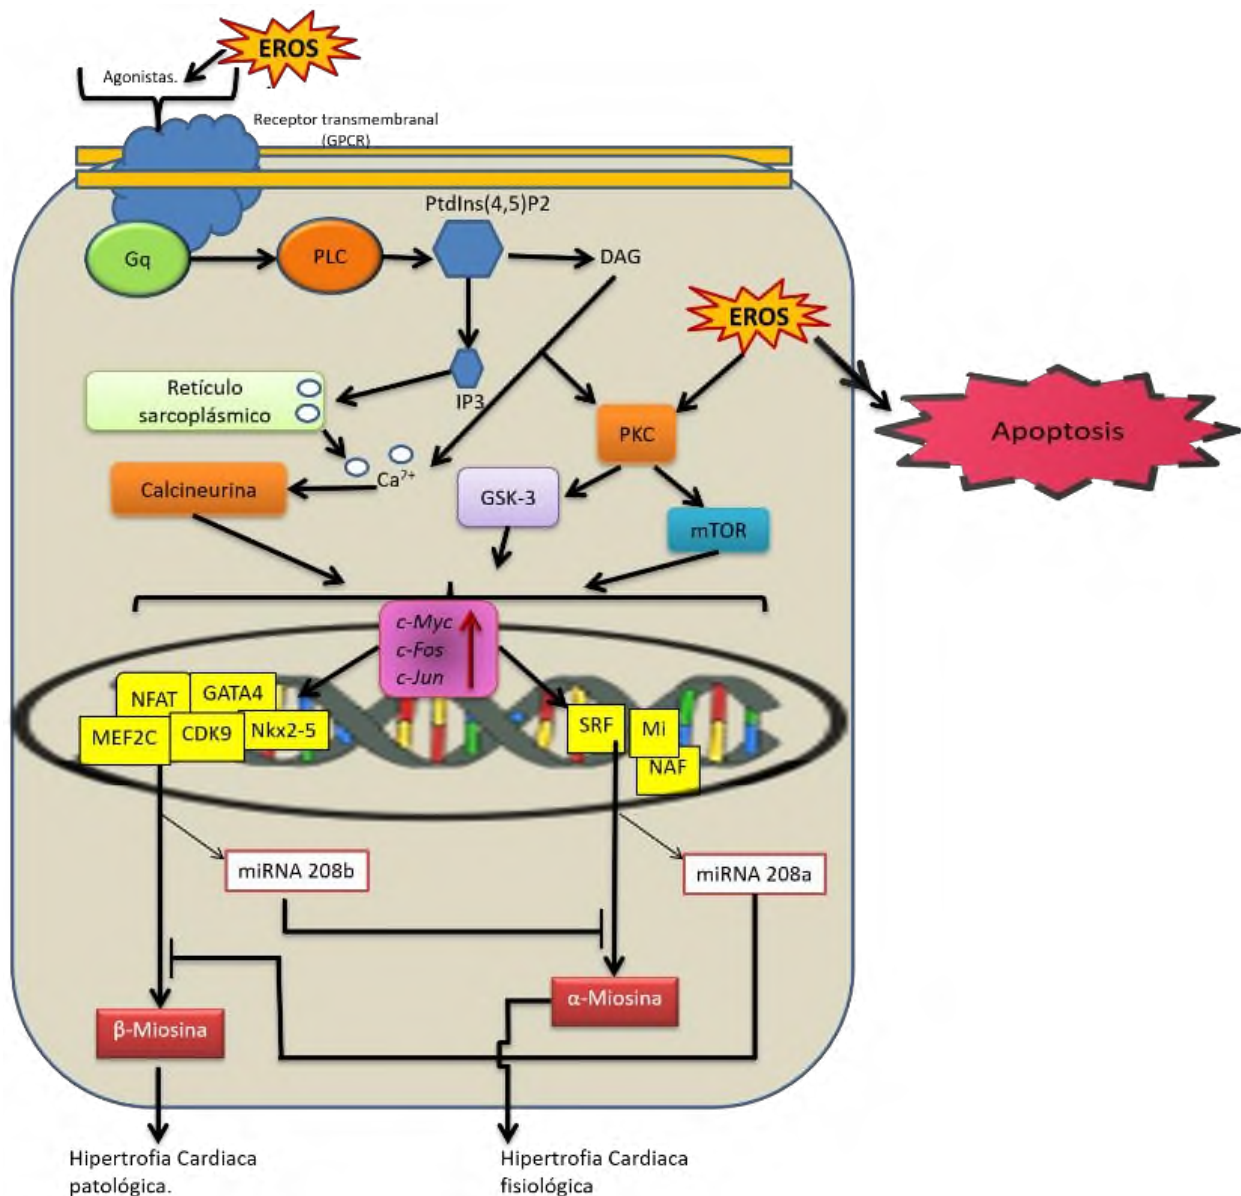 EROS
Agonistas.
Receptor transmembranal
(GPCR)
PtdIns(4,5)P2
Gq
PLC
DAG
EROS
Retículo
sarcoplásmico
IP3
PKC
Apoptosis
Ca²⁺
Calcineurina
GSK-3
mTOR
c-Myc
c-Fos
c-Jun
NFAT
GATA4
MEF2C
CDK9
Nkx2-5
SRF
Mi
NAF
miRNA 208b
miRNA 208a
α-Miosina
β-Miosina
Hipertrofia Cardiaca
patológica.
Hipertrofia Cardiaca
fisiológica